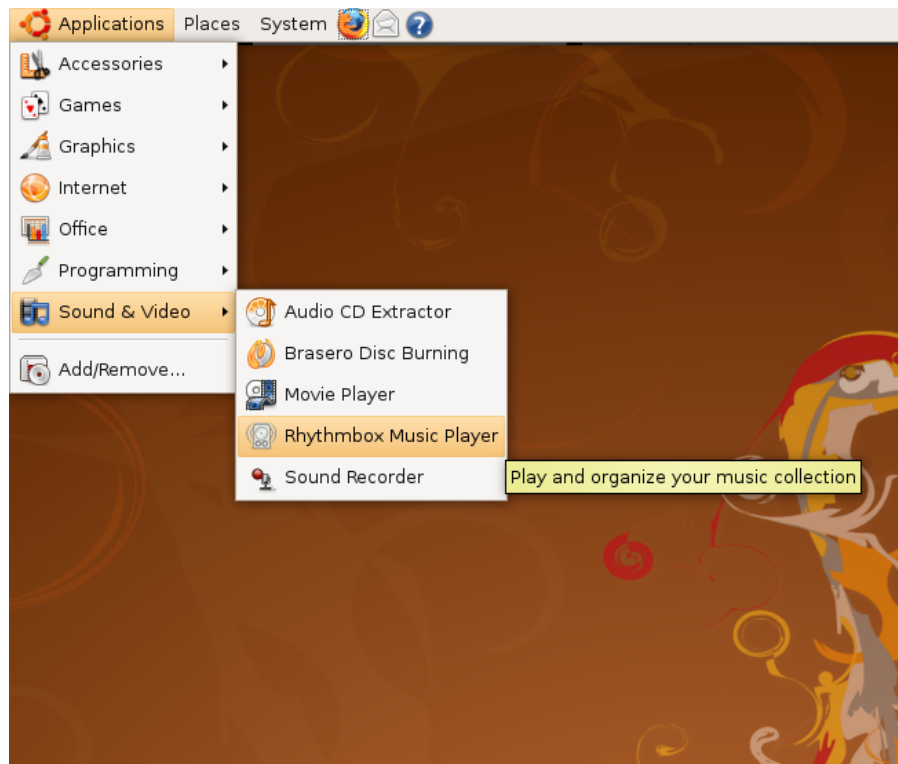 Applications Places System
Accessories
Games
Graphics
Internet
Office
Programming
Sound & Video
Add/Remove...
Audio CD Extractor
Brasero Disc Burning
Movie Player
Rhythmbox Music Player
Sound Recorder
Play and organize your music collection